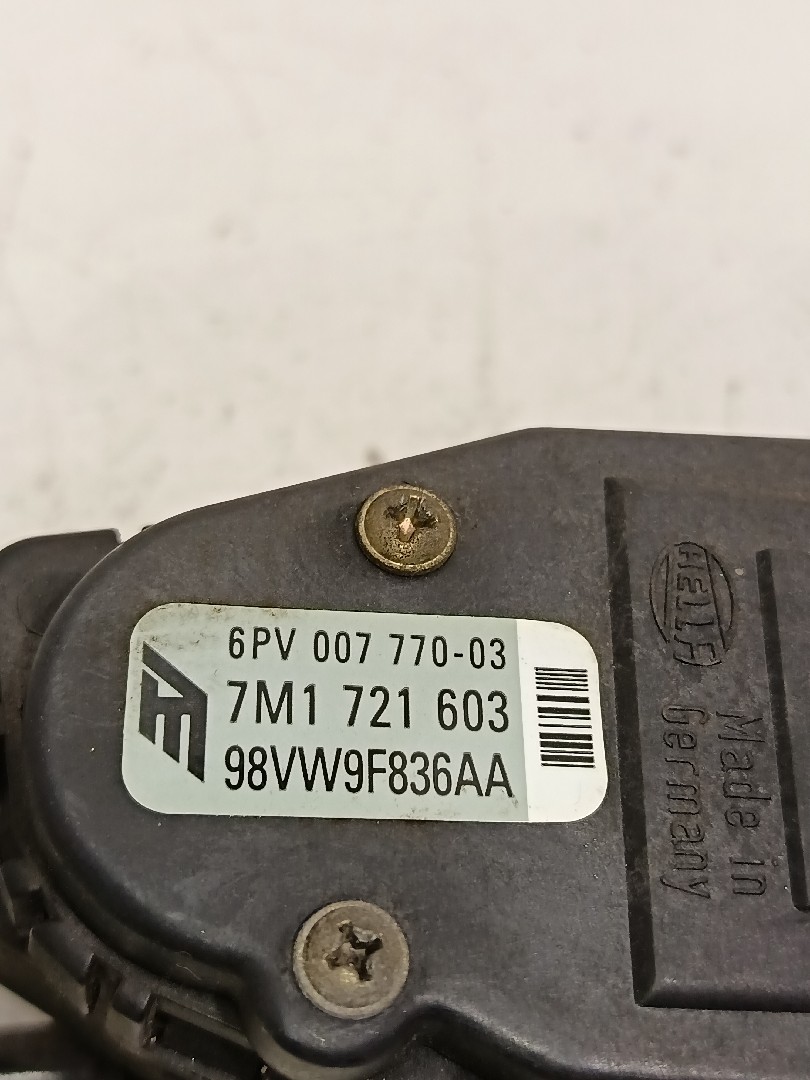 6PV 007 770-03
7M1 721 603
98VW9F836AA
HELLA
Made in
Germany